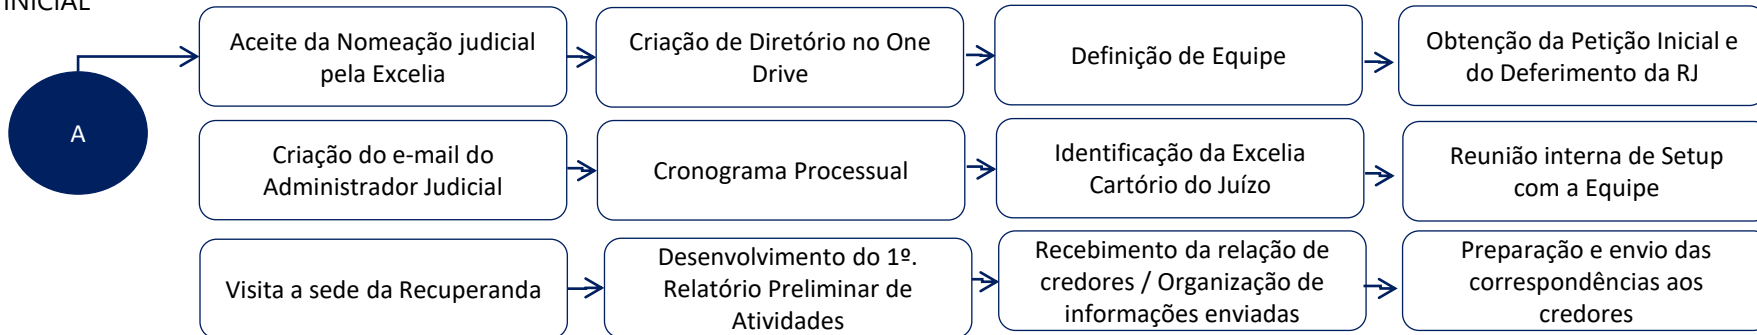 INICIAL
A
Aceite da Nomeação judicial
pela Excelia
Criação de Diretório no One
Drive
Definição de Equipe
Obtenção da Petição Inicial e
do Deferimento da RJ
Criação do e-mail do
Administrador Judicial
Cronograma Processual
Identificação da Excelia
Cartório do Juízo
Reunião interna de Setup
com a Equipe
Visita a sede da Recuperanda
Desenvolvimento do 1º.
Relatório Preliminar de
Atividades
Recebimento da relação de
credores / Organização de
informações enviadas
Preparação e envio das
correspondências aos
credores